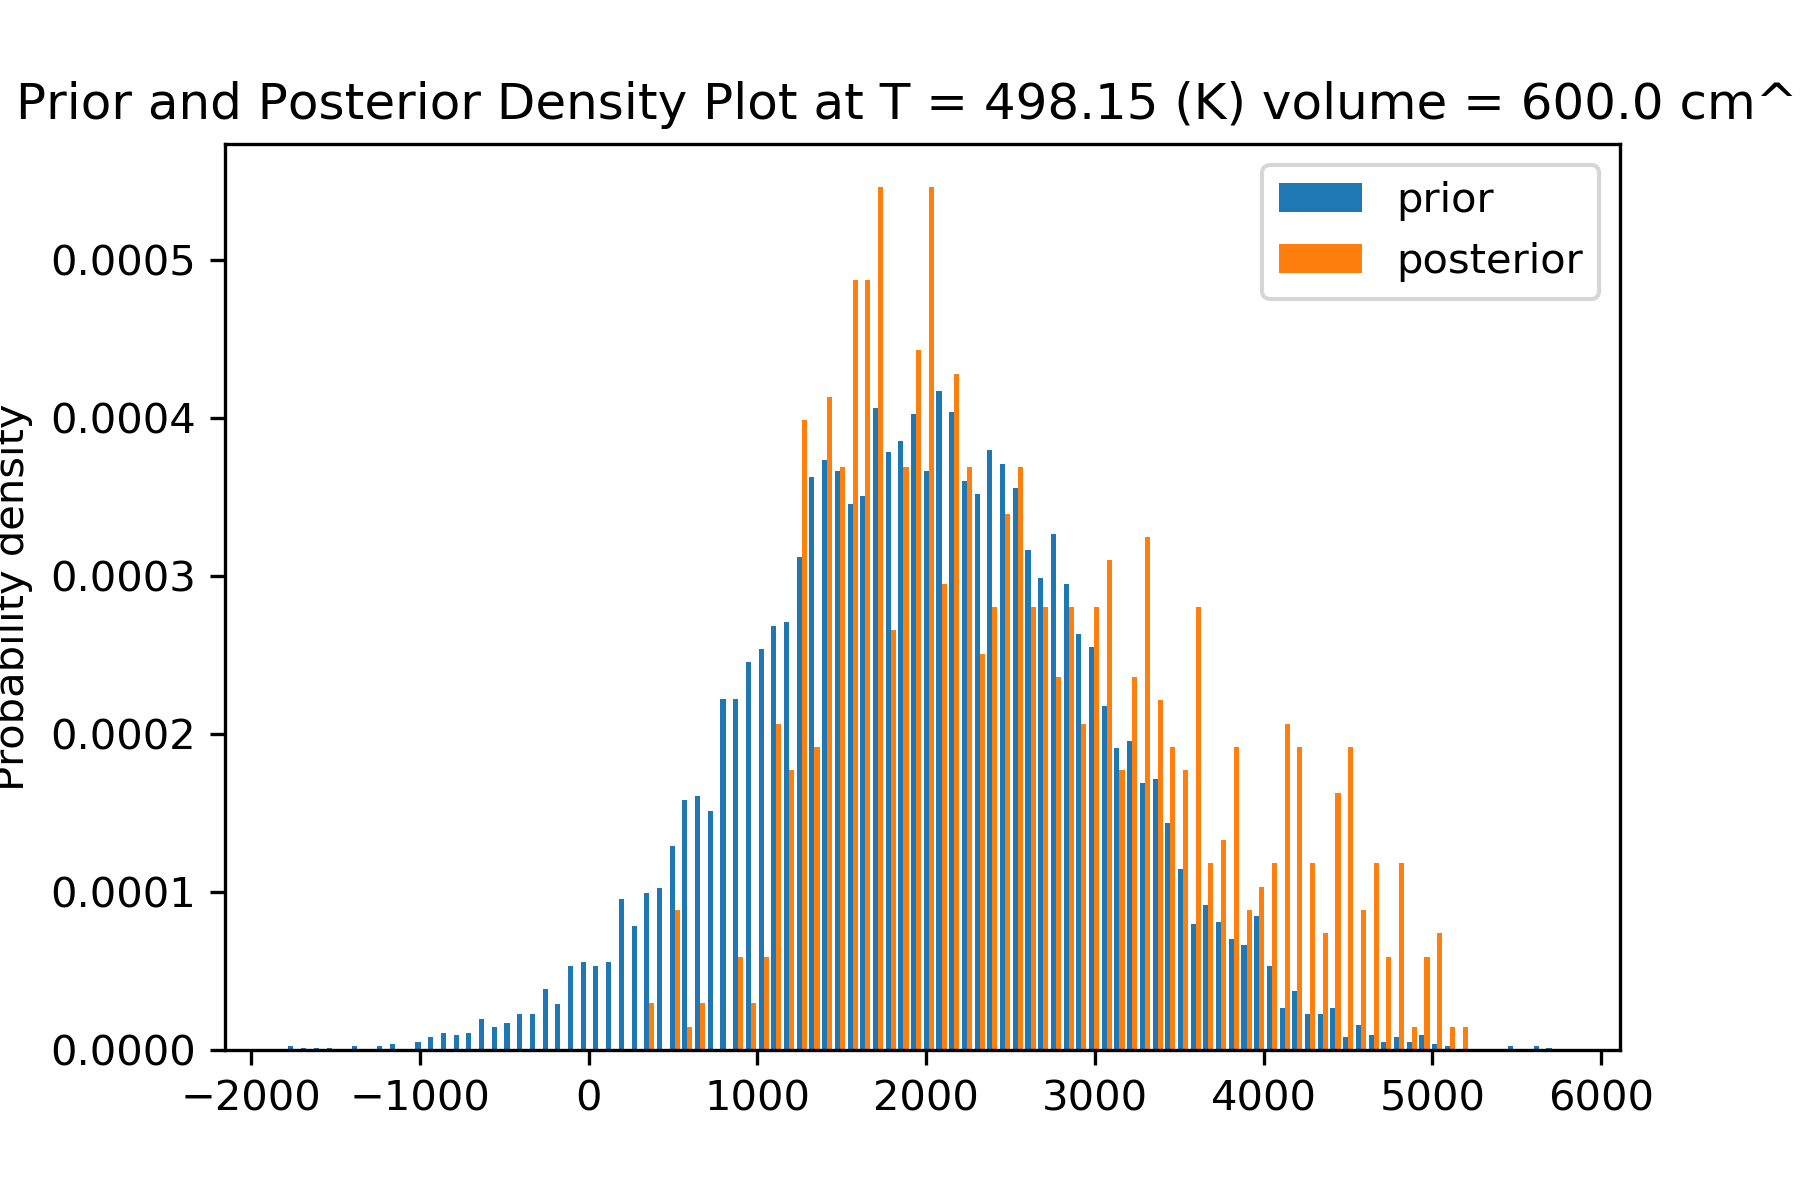 Prior and Posterior Density Plot at T = 498.15 (K) volume = 600.0 cm^
prior
posterior
Probability density
0.0005
0.0004
0.0003
0.0002
0.0001
0.0000
−2000 −1000 0 1000 2000 3000 4000 5000 6000